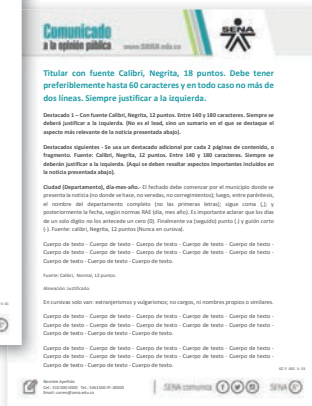 Comunicado
a la opinión pública
www.SENA.edu.co
SENA
Titular con fuente Calibri, Negrita, 18 puntos. Debe tener
preferiblemente hasta 60 caracteres y en todo caso no más de
dos líneas. Siempre justificar a la izquierda.
Destacado 1 – Con fuente Calibri, Negrita, 12 puntos. Entre 140 y 180 caracteres. Siempre se
deberá justificar a la izquierda. (No es el lead, sino un sumario en el que se destaque el
aspecto más relevante de la noticia presentada abajo).
Destacados siguientes - Se usa un destacado adicional por cada 2 páginas de contenido, o
fragmento. Fuente: Calibri, Negrita, 12 puntos. Entre 140 y 180 caracteres. Siempre se
deberán justificar a la izquierda. (Aquí se deben resaltar aspectos importantes incluidos en
la noticia presentada abajo).
Ciudad (Departamento), día-mes-año.- El fechado debe comenzar por el municipio donde se
presenta la noticia (no donde se hace, no veredas, no corregimientos); luego, entre paréntesis,
el nombre del departamento completo (no las primeras letras); sigue coma (,); y
posteriormente la fecha, según normas RAE (día, mes año). Es importante aclarar que los días
de un solo dígito no los antecede un cero (0). Finalmente va (seguido) punto (.) y guión corto
(-). Fuente: calibri, Negrita, 12 puntos (Nunca en cursiva).
Cuerpo de texto - Cuerpo de texto - Cuerpo de texto - Cuerpo de texto - Cuerpo de texto -
Cuerpo de texto - Cuerpo de texto - Cuerpo de texto - Cuerpo de texto - Cuerpo de texto -
Cuerpo de texto - Cuerpo de texto - Cuerpo de texto.
Fuente: Calibri, Normal, 12 puntos.
Alineación: Justificado.
En cursivas solo van: extranjerismos y vulgarismos; no cargos, ni nombres propios o similares.
Cuerpo de texto - Cuerpo de texto - Cuerpo de texto - Cuerpo de texto - Cuerpo de texto -
Cuerpo de texto - Cuerpo de texto - Cuerpo de texto - Cuerpo de texto - Cuerpo de texto -
Cuerpo de texto - Cuerpo de texto - Cuerpo de texto.
Cuerpo de texto - Cuerpo de texto - Cuerpo de texto - Cuerpo de texto - Cuerpo de texto -
Cuerpo de texto - Cuerpo de texto - Cuerpo de texto - Cuerpo de texto - Cuerpo de texto -
Cuerpo de texto - Cuerpo de texto - Cuerpo de texto.
Nombre Apellido
SENA comunica
SENA